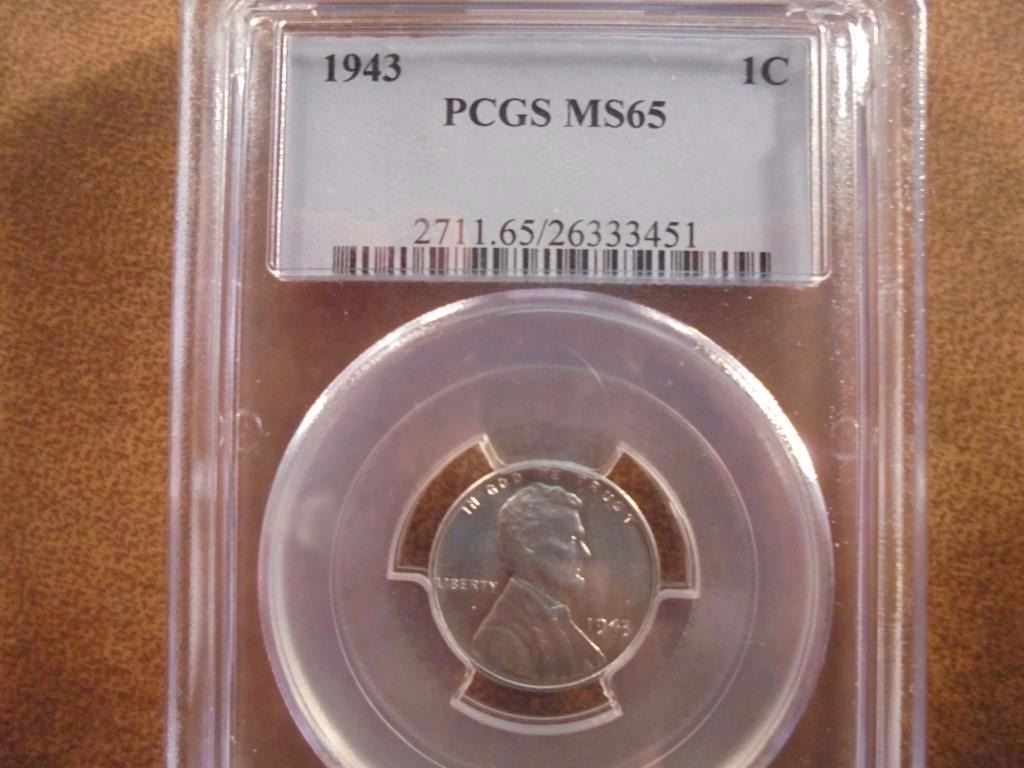 1943 1C
PCGS MS65
2711.65/26333451
IN GOD WE TRUST
LIBERTY
1943